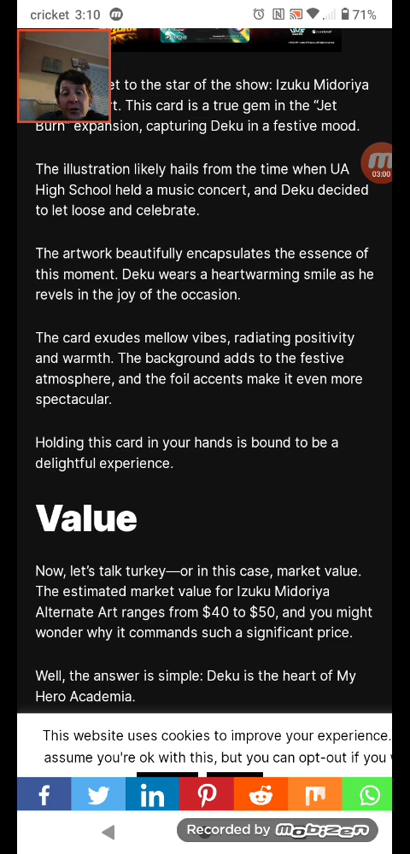 cricket 3:10
71%
et to the star of the show: Izuku Midoriya
t. This card is a true gem in the “Jet
Burn” expansion, capturing Deku in a festive mood.
The illustration likely hails from the time when UA
High School held a music concert, and Deku decided
to let loose and celebrate.
03:00
The artwork beautifully encapsulates the essence of
this moment. Deku wears a heartwarming smile as he
revels in the joy of the occasion.
The card exudes mellow vibes, radiating positivity
and warmth. The background adds to the festive
atmosphere, and the foil accents make it even more
spectacular.
Holding this card in your hands is bound to be a
delightful experience.
Value
Now, let’s talk turkey—or in this case, market value.
The estimated market value for Izuku Midoriya
Alternate Art ranges from $40 to $50, and you might
wonder why it commands such a significant price.
Well, the answer is simple: Deku is the heart of My
Hero Academia.
This website uses cookies to improve your experience.
assume you're ok with this, but you can opt-out if you
Recorded by mobizen